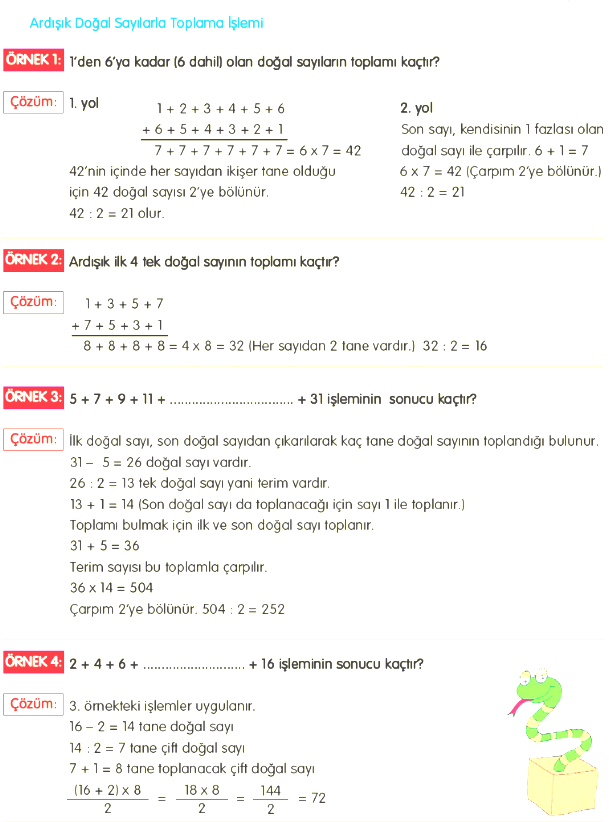 Ardışık Doğal Sayılarla Toplama İşlemi
ÖRNEK 1: 1'den 6'ya kadar (6 dahil) olan doğal sayıların toplamı kaçtır?
Çözüm: 1. yol
1 + 2 + 3 + 4 + 5 + 6
+ 6 + 5 + 4 + 3 + 2 + 1
7 + 7 + 7 + 7 + 7 + 7 = 6 x 7 = 42
42'nin içinde her sayıdan ikişer tane olduğu
için 42 doğal sayısı 2'ye bölünür.
42 : 2 = 21 olur.
2. yol
Son sayı, kendisinin 1 fazlası olan
doğal sayı ile çarpılır. 6 + 1 = 7
6 x 7 = 42 (Çarpım 2'ye bölünür.)
42 : 2 = 21
ÖRNEK 2: Ardışık ilk 4 tek doğal sayının toplamı kaçtır?
Çözüm: 1 + 3 + 5 + 7
+ 7 + 5 + 3 + 1
8 + 8 + 8 + 8 = 4 x 8 = 32 (Her sayıdan 2 tane vardır.) 32 : 2 = 16
ÖRNEK 3: 5 + 7 + 9 + 11 + .................................. + 31 işleminin sonucu kaçtır?
Çözüm: İlk doğal sayı, son doğal sayıdan çıkarılarak kaç tane doğal sayının toplandığı bulunur.
31 – 5 = 26 doğal sayı vardır.
26 : 2 = 13 tek doğal sayı yani terim vardır.
13 + 1 = 14 (Son doğal sayı da toplanacağı için sayı 1 ile toplanır.)
Toplamı bulmak için ilk ve son doğal sayı toplanır.
31 + 5 = 36
Terim sayısı bu toplamla çarpılır.
36 x 14 = 504
Çarpım 2'ye bölünür. 504 : 2 = 252
ÖRNEK 4: 2 + 4 + 6 + ............................ + 16 işleminin sonucu kaçtır?
Çözüm: 3. örnekteki işlemler uygulanır.
16 – 2 = 14 tane doğal sayı
14 : 2 = 7 tane çift doğal sayı
7 + 1 = 8 tane toplanacak çift doğal sayı
(16 + 2) x 8 / 2 = 18 x 8 / 2 = 144 / 2 = 72